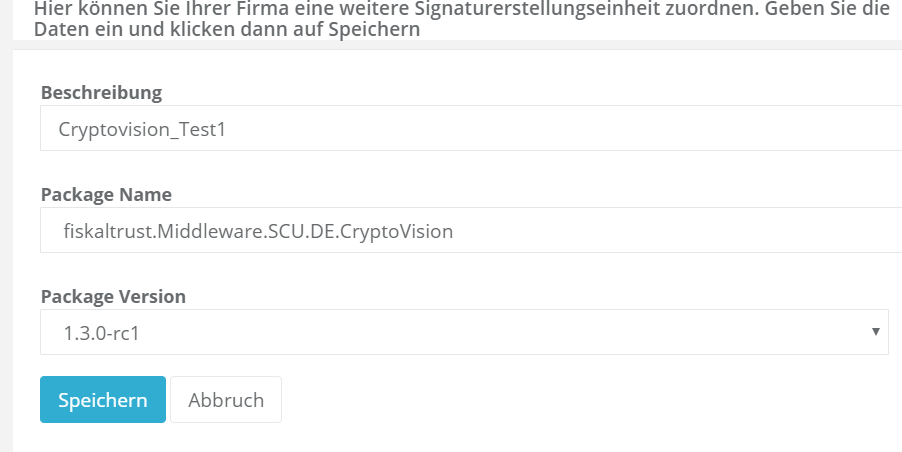 Hier können Sie Ihrer Firma eine weitere Signaturerstellungseinheit zuordnen. Geben Sie die
Daten ein und klicken dann auf Speichern
Beschreibung
Cryptovision_Test1
Package Name
fiskaltrust.Middleware.SCU.DE.CryptoVision
Package Version
1.3.0-rc1
Speichern Abbruch